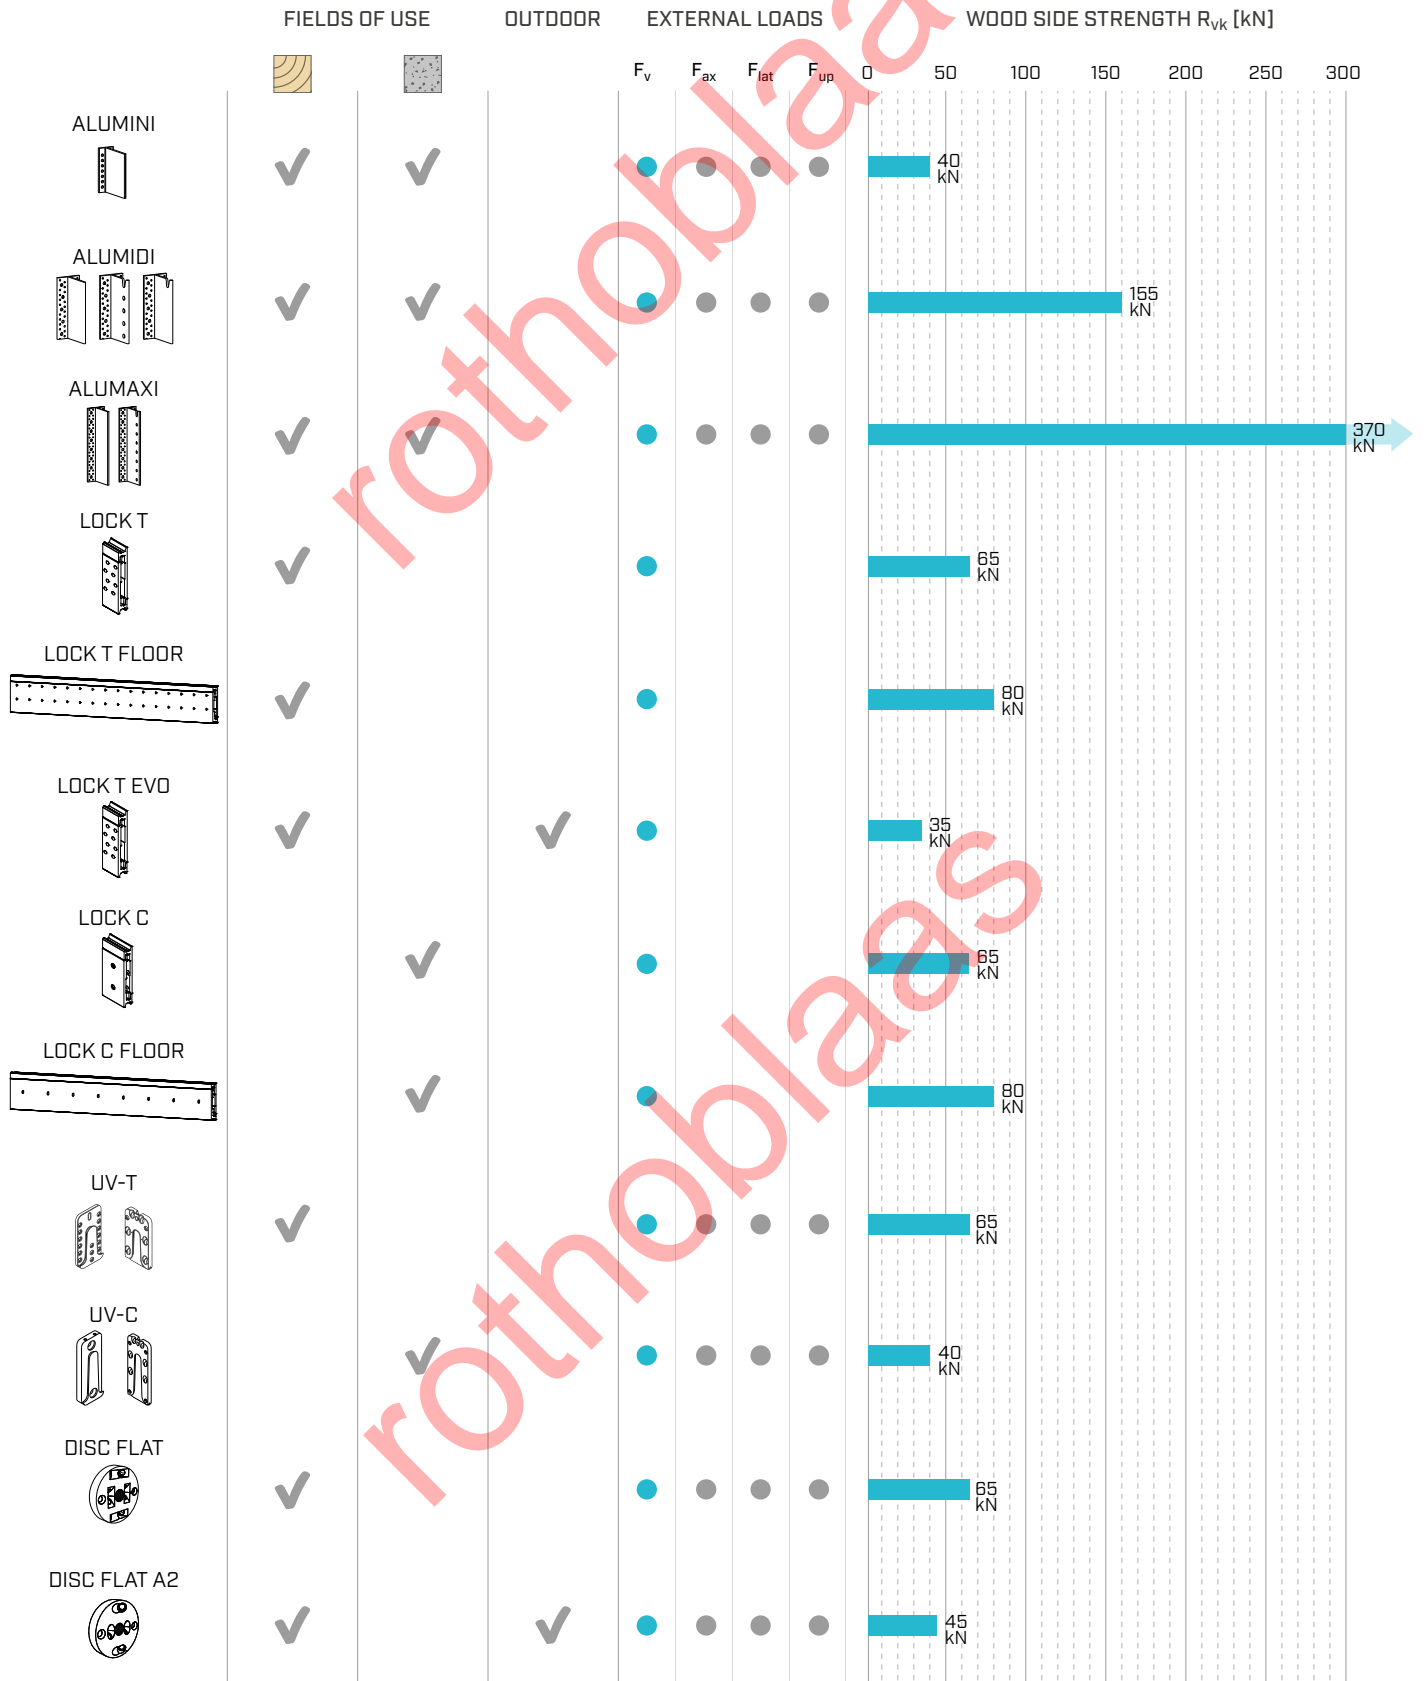 FIELDS OF USE OUTDOOR EXTERNAL LOADS WOOD SIDE STRENGTH Rvk [kN]
Fv Fax Flat Fup 0 50 100 150 200 250 300
ALUMINI
40
kN
ALUMIDI
155
kN
ALUMAXI
370
kN
LOCK T
65
kN
LOCK T FLOOR
80
kN
LOCK T EVO
35
kN
LOCK C
65
kN
LOCK C FLOOR
80
kN
UV-T
65
kN
UV-C
40
kN
DISC FLAT
65
kN
DISC FLAT A2
45
kN
rothoblaa
rothoblaas